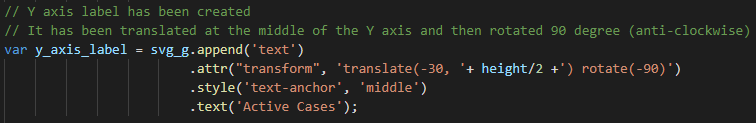 // Y axis label has been created
// It has been translated at the middle of the Y axis and then rotated 90 degree (anti-clockwise)
var y_axis_label = svg_g.append('text')
.attr("transform", 'translate(-30, '+ height/2 +') rotate(-90)')
.style('text-anchor', 'middle')
.text('Active Cases');